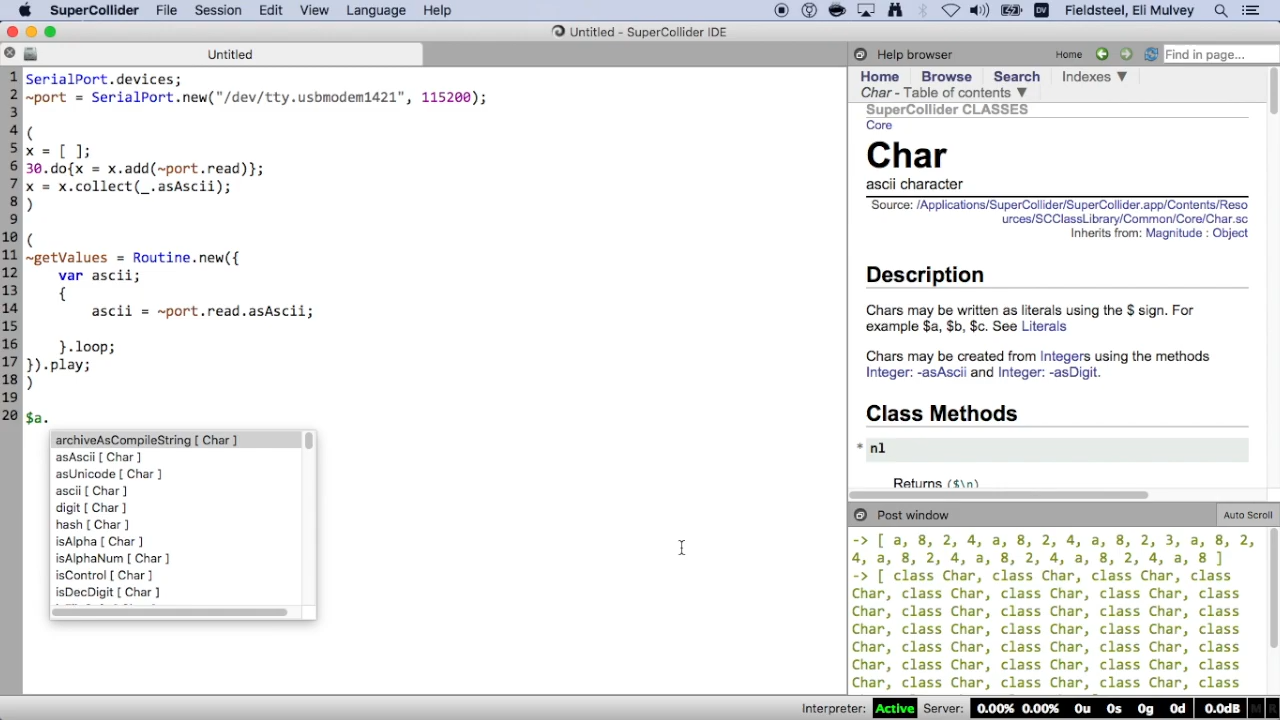 SuperCollider File Session Edit View Language Help Fieldsteel, Eli Mulvey
Untitled - SuperCollider IDE
Untitled
1 SerialPort.devices;
2 ~port = SerialPort.new("/dev/tty.usbmodem1421", 115200);
3
4 (
5 x = [ ];
6 30.do{x = x.add(~port.read)};
7 x = x.collect(_.asAscii);
8 )
9
10 (
11 ~getValues = Routine.new({
12 var ascii;
13 {
14 ascii = ~port.read.asAscii;
15
16 }.loop;
17 }).play;
18 )
19
20 $a.
archiveAsCompileString [ Char ]
asAscii [ Char ]
asUnicode [ Char ]
ascii [ Char ]
digit [ Char ]
hash [ Char ]
isAlpha [ Char ]
isAlphaNum [ Char ]
isControl [ Char ]
isDecDigit [ Char ]
Help browser Home Find in page...
Home Browse Search Indexes ▼
Char - Table of contents ▼
SuperCollider CLASSES
Core
Char
ascii character
Source: /Applications/SuperCollider/SuperCollider.app/Contents/Reso
urces/SCClassLibrary/Common/Core/Char.sc
Inherits from: Magnitude : Object
Description
Chars may be written as literals using the $ sign. For
example $a, $b, $c. See Literals
Chars may be created from Integers using the methods
Integer: -asAscii and Integer: -asDigit.
Class Methods
* nl
Returns ($\n)
Post window Auto Scroll
-> [ a, 8, 2, 4, a, 8, 2, 4, a, 8, 2, 3, a, 8, 2,
4, a, 8, 2, 4, a, 8, 2, 4, a, 8, 2, 4, a, 8 ]
-> [ class Char, class Char, class Char, class
Char, class Char, class Char, class Char, class
Char, class Char, class Char, class Char, class
Char, class Char, class Char, class Char, class
Char, class Char, class Char, class Char, class
Char, class Char, class Char, class Char, class
Char, class Char, class Char, class Char, class
Interpreter: Active Server: 0.00% 0.00% 0u 0s 0g 0d 0.0dB M R